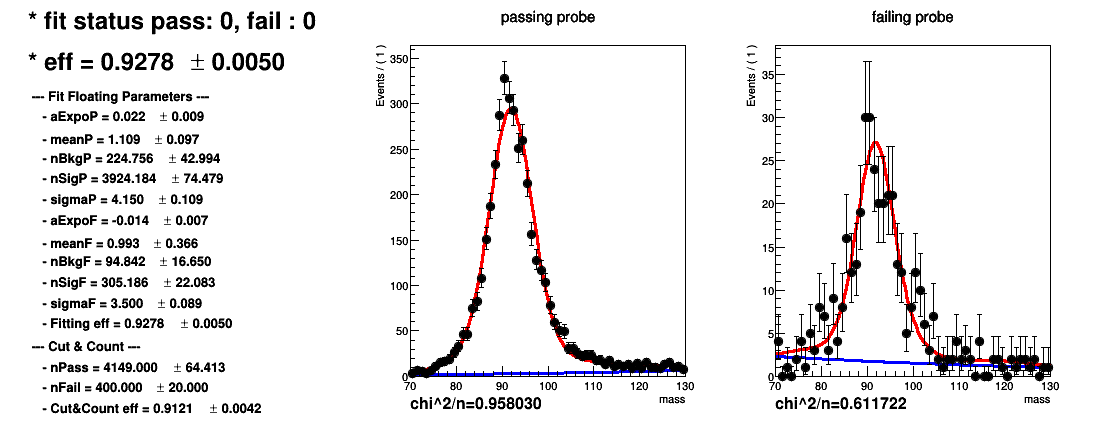 * fit status pass: 0, fail : 0
* eff = 0.9278 ± 0.0050
--- Fit Floating Parameters ---
- aExpoP = 0.022 ± 0.009
- meanP = 1.109 ± 0.097
- nBkgP = 224.756 ± 42.994
- nSigP = 3924.184 ± 74.479
- sigmaP = 4.150 ± 0.109
- aExpoF = -0.014 ± 0.007
- meanF = 0.993 ± 0.366
- nBkgF = 94.842 ± 16.650
- nSigF = 305.186 ± 22.083
- sigmaF = 3.500 ± 0.089
- Fitting eff = 0.9278 ± 0.0050
--- Cut & Count ---
- nPass = 4149.000 ± 64.413
- nFail = 400.000 ± 20.000
- Cut&Count eff = 0.9121 ± 0.0042
passing probe
Events / ( 1 )
350
300
250
200
150
100
50
0
70 80 90 100 110 120 130
mass
chi^2/n=0.958030
failing probe
Events / ( 1 )
35
30
25
20
15
10
5
0
70 80 90 100 110 120 130
mass
chi^2/n=0.611722